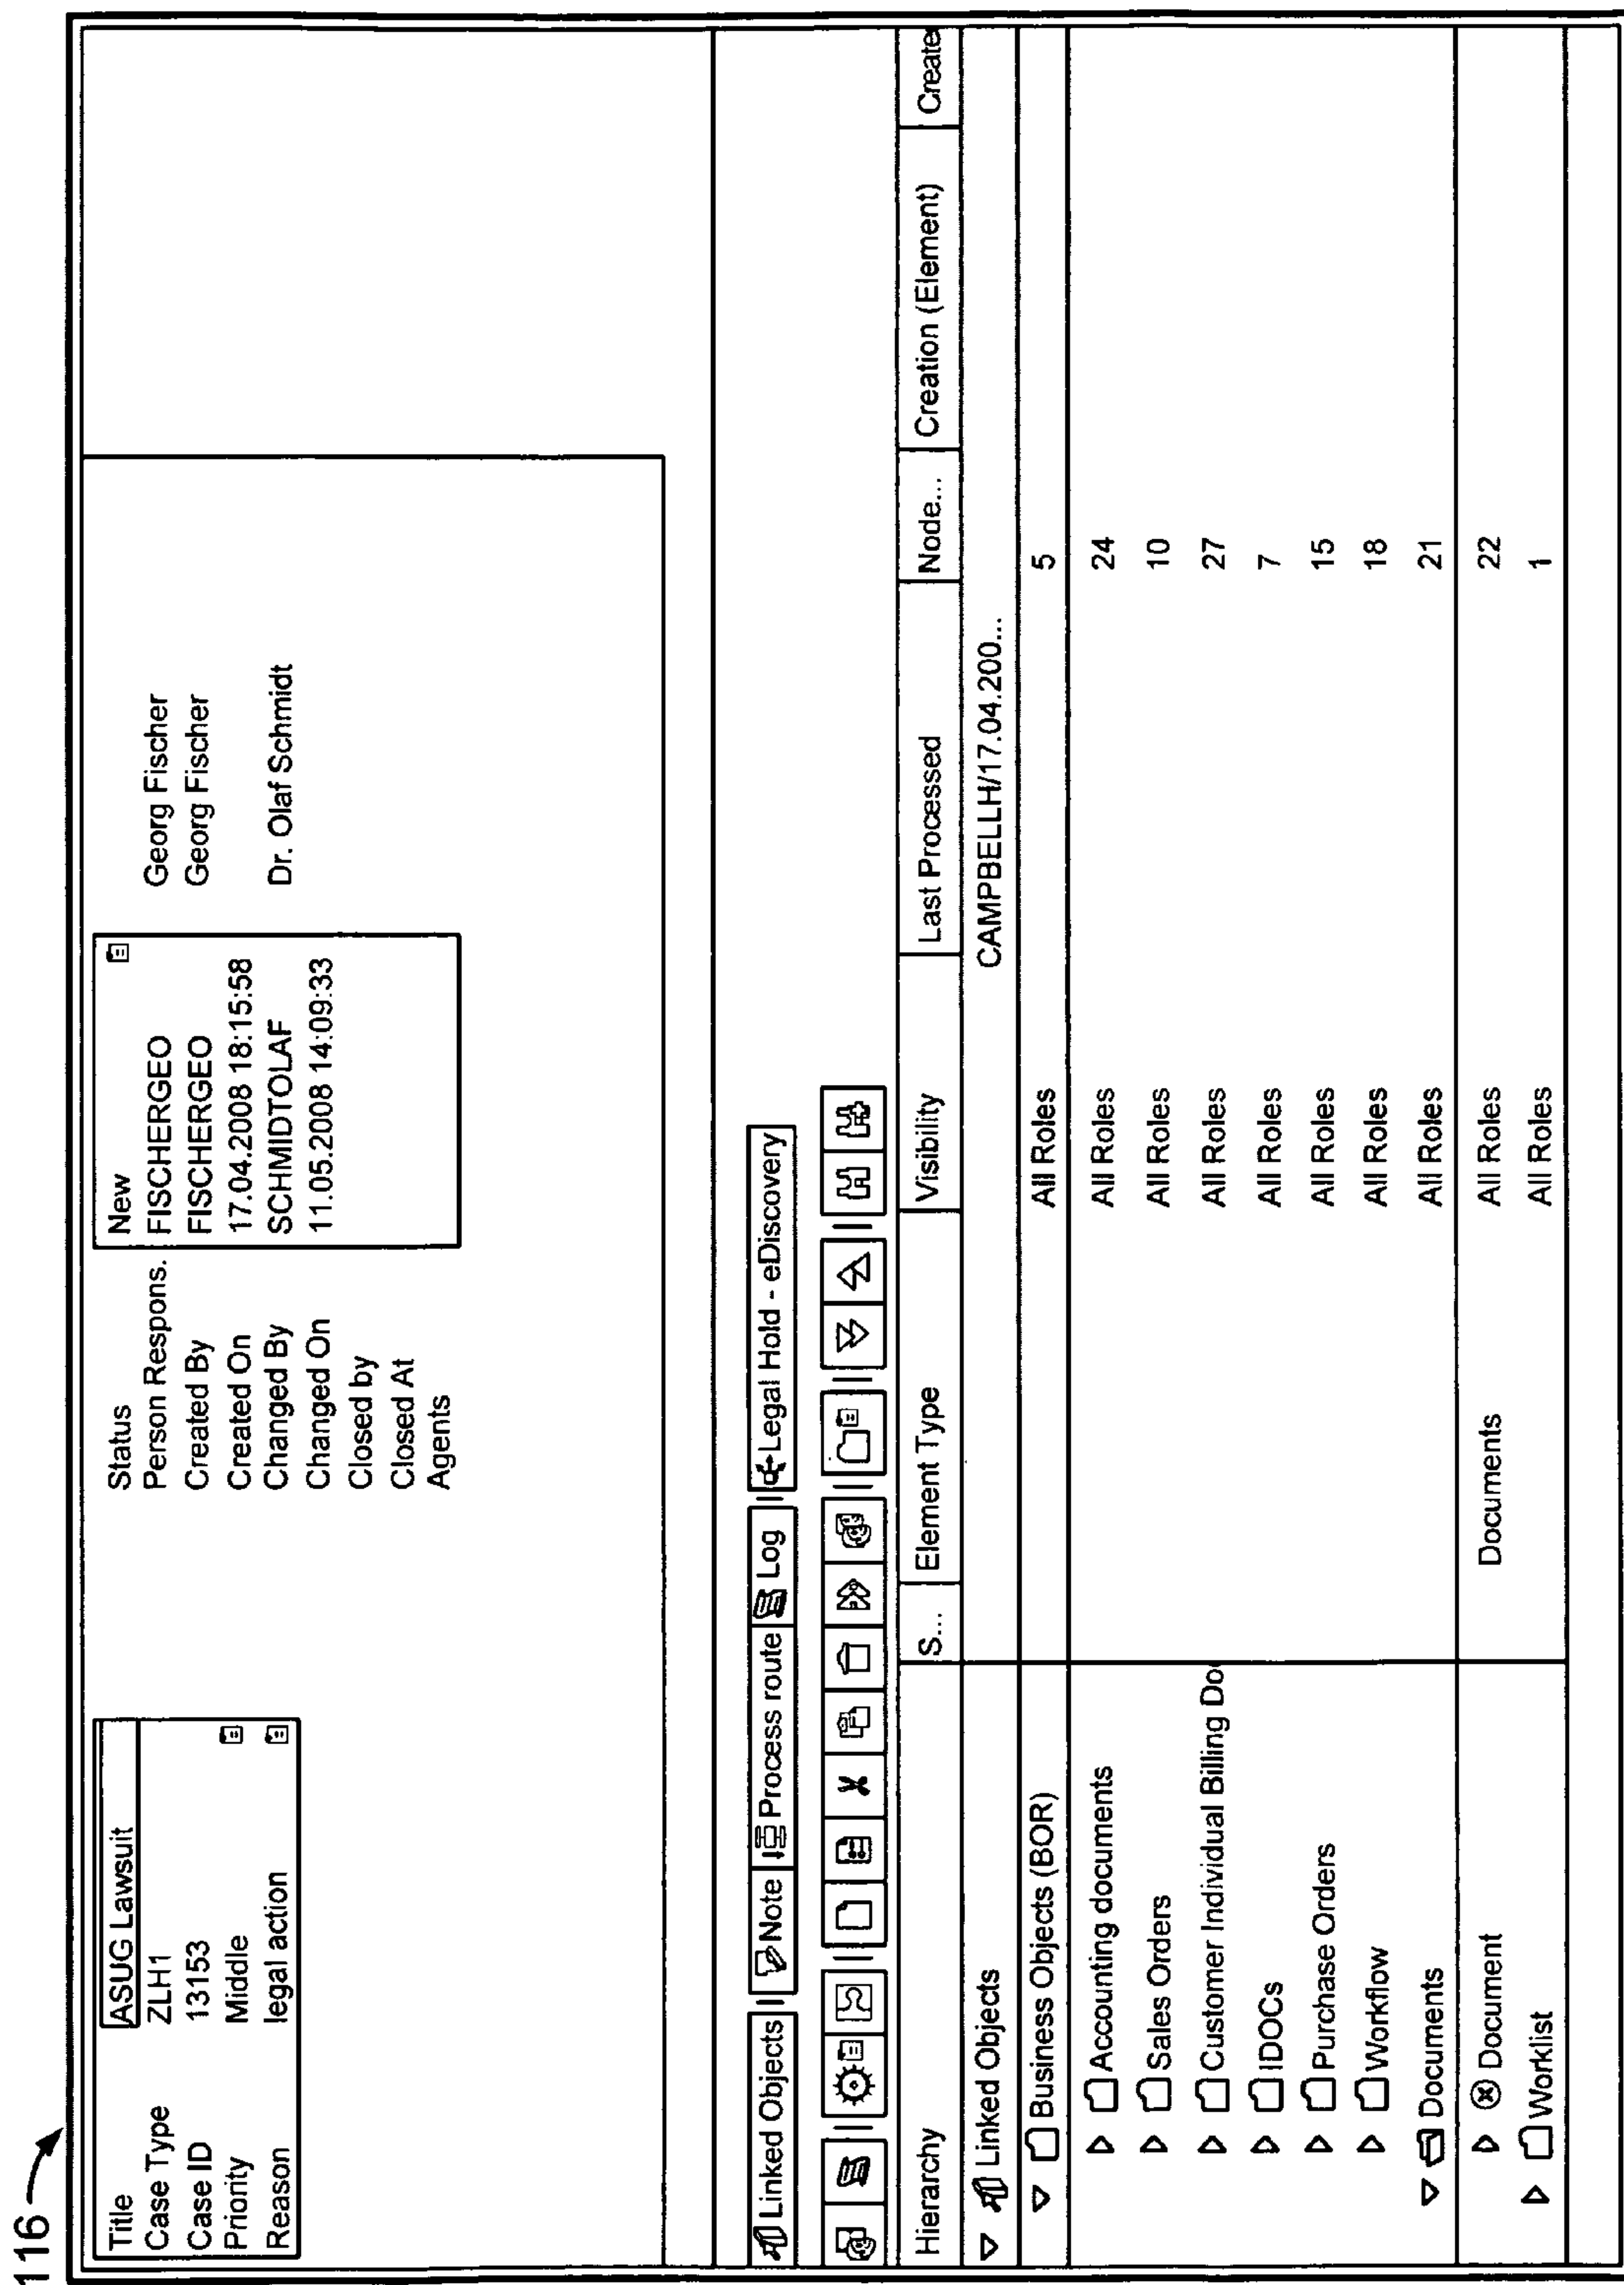 116
Title ASUG Lawsuit Status New
Case Type ZLH1 Person Respons. FISCHERGEO Georg Fischer
Case ID 13153 Created By FISCHERGEO Georg Fischer
Priority Middle Created On 17.04.2008 18:15:58
Reason legal action Changed By SCHMIDTOLAF Dr. Olaf Schmidt
Changed On 11.05.2008 14:09:33
Closed by
Closed At
Agents
Linked Objects Note Process route Log Legal Hold - eDiscovery
Hierarchy S... Element Type Visibility Last Processed Node... Creation (Element) Create
Linked Objects CAMPBELLH/17.04.200...
Business Objects (BOR) All Roles 5
Accounting documents All Roles 24
Sales Orders All Roles 10
Customer Individual Billing Do All Roles 27
IDOCs All Roles 7
Purchase Orders All Roles 15
Workflow All Roles 18
Documents All Roles 21
Document Documents All Roles 22
Worklist All Roles 1